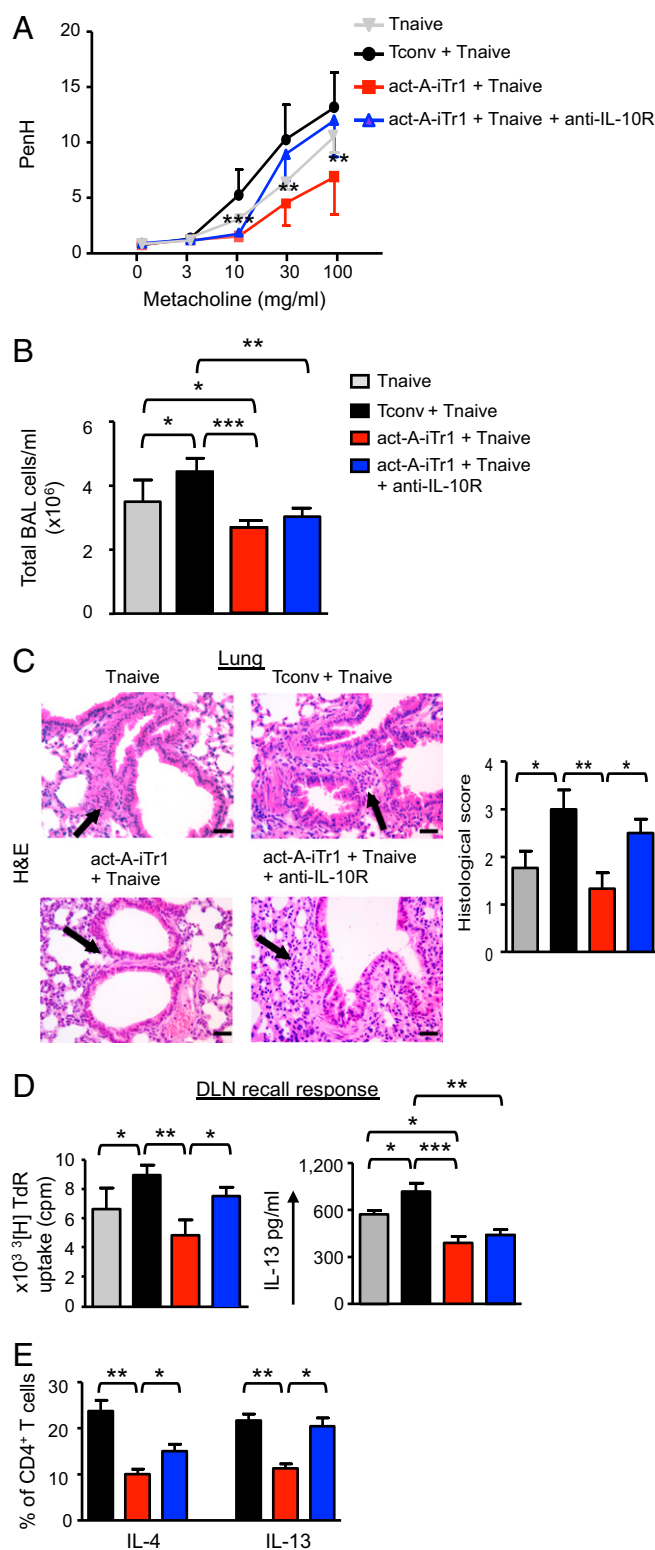 A
20
15
10
5
0
PenH
0 3 10 30 100
Metacholine (mg/ml)
***
**
**
Tnaive
Tconv + Tnaive
act-A-iTr1 + Tnaive
act-A-iTr1 + Tnaive + anti-IL-10R
B
**
*
* ***
6
4
2
0
Total BAL cells/ml
(x10⁶)
Tnaive
Tconv + Tnaive
act-A-iTr1 + Tnaive
act-A-iTr1 + Tnaive
+ anti-IL-10R
C
Lung
Tnaive Tconv + Tnaive
H&E
act-A-iTr1
+ Tnaive
act-A-iTr1 + Tnaive
+ anti-IL-10R
* ** *
4
3
2
1
0
Histological score
D
DLN recall response
* ** *
10
8
6
4
2
0
x10³ ³[H] TdR
uptake (cpm)
**
*
* ***
1,200
600
300
0
IL-13 pg/ml
E
** * ** *
30
20
10
0
% of CD4⁺ T cells
IL-4 IL-13